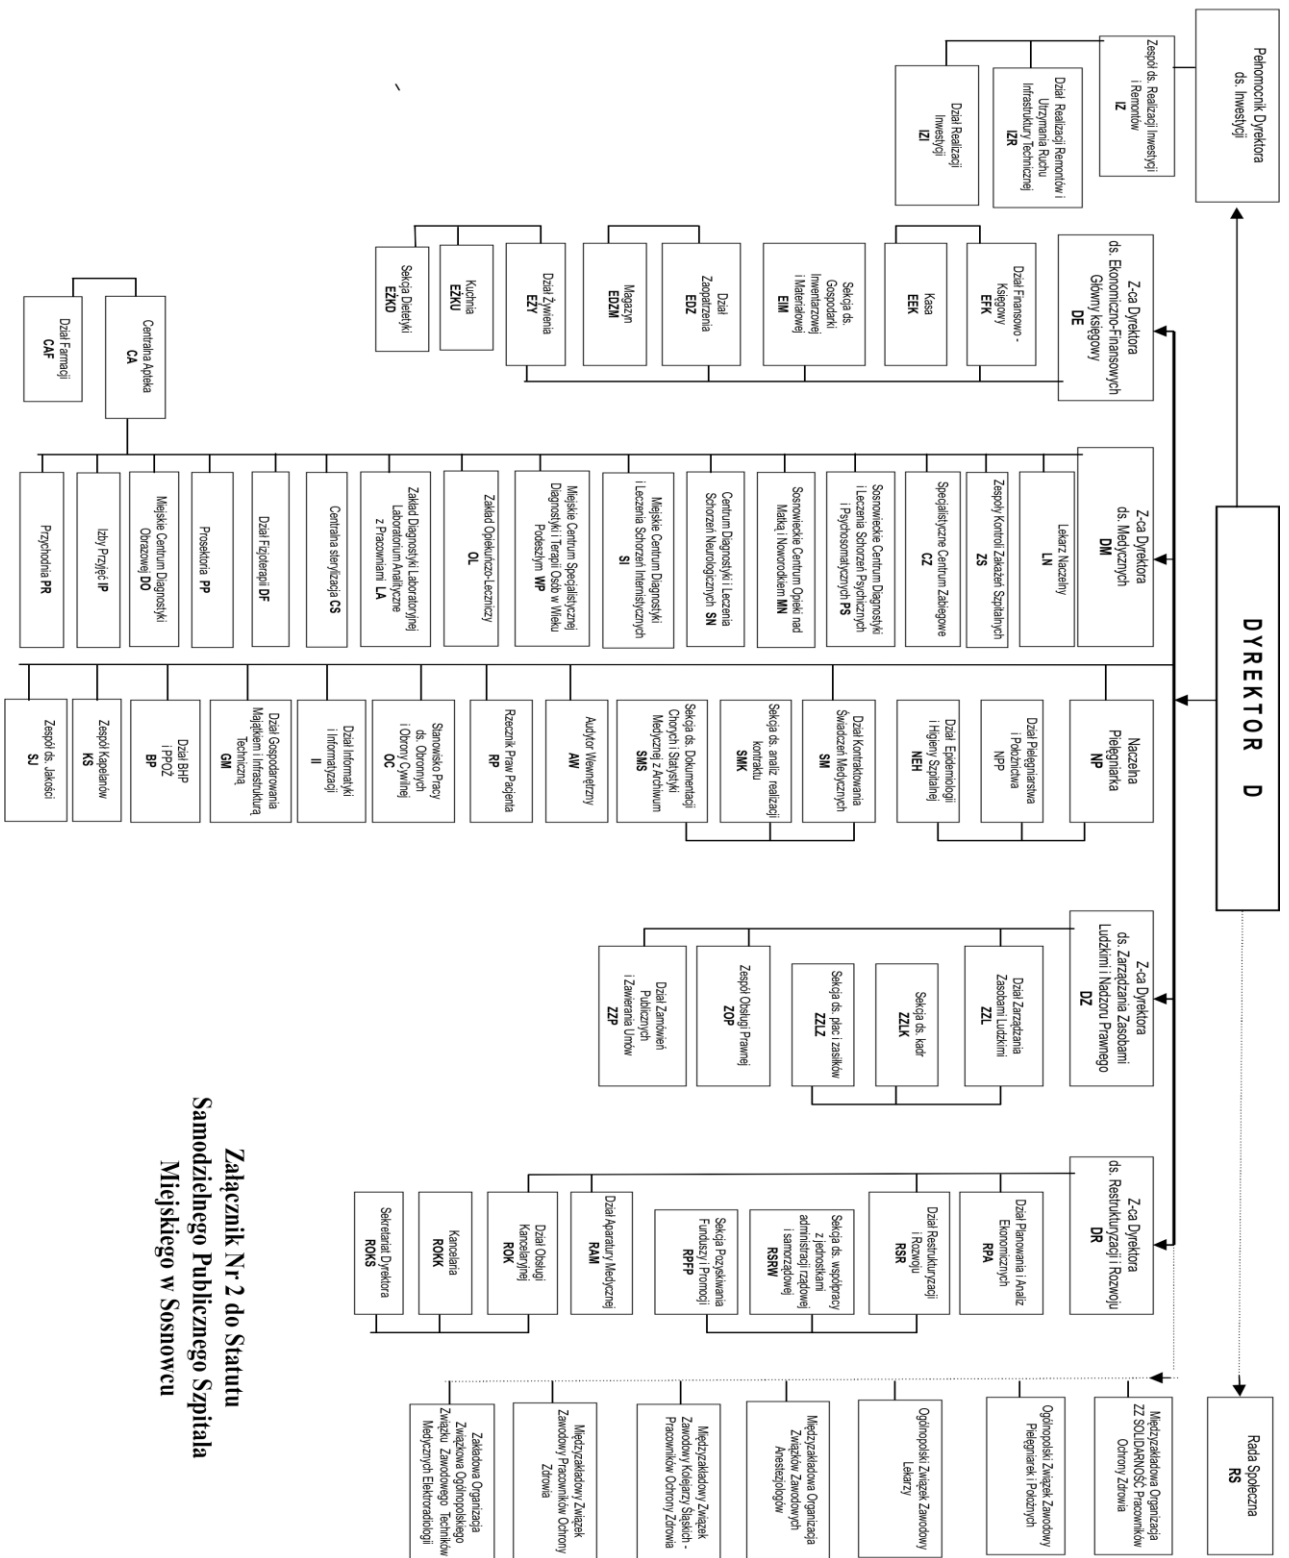 DYREKTOR D
Pełnomocnik Dyrektora
ds. Inwestycji
Zespół ds. Realizacji Inwestycji
i Remontów
IZ
Dział Realizacji Remontów i
Utrzymania Ruchu
Infrastruktury Technicznej
IZR
Dział Realizacji
Inwestycji
IZI
Z-ca Dyrektora
ds. Ekonomiczno-Finansowych
Główny księgowy
DE
Dział Finansowo -
Księgowy
EFK
Kasa
EEK
Sekcja ds.
Gospodarki
Inwentarzowej
i Materiałowej
EIM
Dział
Zaopatrzenia
EDZ
Magazyn
EDZM
Dział Żywienia
EŻY
Kuchnia
EŻKU
Sekcja Dietetyki
EŻKD
Z-ca Dyrektora
ds. Medycznych
DM
Lekarz Naczelny
LN
Zespoły Kontroli Zakażeń Szpitalnych
ZS
Specjalistyczne Centrum Zabiegowe
CZ
Sosnowieckie Centrum Diagnostyki
i Leczenia Schorzeń Psychicznych
i Psychosomatycznych PS
Sosnowieckie Centrum Opieki nad
Matką i Noworodkiem MN
Centrum Diagnostyki i Leczenia
Schorzeń Neurologicznych SN
Miejskie Centrum Diagnostyki
i Leczenia Schorzeń Internistycznych
SI
Miejskie Centrum Specjalistycznej
Diagnostyki i Terapii Osób w Wieku
Podeszłym WP
Zakład Opiekuńczo-Leczniczy
OL
Zakład Diagnostyki Laboratoryjnej
Laboratorium Analityczne
z Pracowniami LA
Centralna sterylizacja CS
Dział Fizjoterapii DF
Prosektoria PP
Miejskie Centrum Diagnostyki
Obrazowej DO
Izby Przyjęć IP
Przychodnia PR
Centralna Apteka
CA
Dział Farmacji
CAF
Naczelna
Pielęgniarka
NP
Dział Pielęgniarstwa
i Położnictwa
NPP
Dział Epidemiologii
i Higieny Szpitalnej
NEH
Dział Kontraktowania
Świadczeń Medycznych
SM
Sekcja ds. analiz realizacji
kontraktu
SMK
Sekcja ds. Dokumentacji
Chorych i Statystyki
Medycznej z Archiwum
SMS
Audytor Wewnętrzny
AW
Rzecznik Praw Pacjenta
RP
Stanowisko Pracy
ds. Obronnych
i Obrony Cywilnej
OC
Dział Informatyki
i Informatyzacji
II
Dział Gospodarowania
Majątkiem i Infrastrukturą
Techniczną
GM
Dział BHP
i PPOŻ
BP
Zespół Kapelanów
KS
Zespół ds. Jakości
SJ
Z-ca Dyrektora
ds. Zarządzania Zasobami
Ludzkimi i Nadzoru Prawnego
DZ
Dział Zarządzania
Zasobami Ludzkimi
ZZL
Sekcja ds. kadr
ZZLK
Sekcja ds. płac i zasiłków
ZZLZ
Zespół Obsługi Prawnej
ZOP
Dział Zamówień
Publicznych
i Zawierania Umów
ZZP
Z-ca Dyrektora
ds. Restrukturyzacji i Rozwoju
DR
Dział Planowania i Analiz
Ekonomicznych
RPA
Dział Restrukturyzacji
i Rozwoju
RSR
Sekcja ds. współpracy
z jednostkami
administracji rządowej
i samorządowej
RSRW
Sekcja Pozyskiwania
Funduszy i Promocji
RPFP
Dział Aparatury Medycznej
RAM
Dział Obsługi
Kancelaryjnej
ROK
Kancelaria
ROKK
Sekretariat Dyrektora
ROKS
Rada Społeczna
RS
Międzyzakładowa Organizacja
ZZ SOLIDARNOŚĆ Pracowników
Ochrony Zdrowia
Ogólnopolski Związek Zawodowy
Pielęgniarek i Położnych
Ogólnopolski Związek Zawodowy
Lekarzy
Międzyzakładowa Organizacja
Związków Zawodowych
Anestezjologów
Międzyzakładowy Związek
Zawodowy Kolejarzy Śląskich -
Pracowników Ochrony Zdrowia
Międzyzakładowy Związek
Zawodowy Pracowników Ochrony
Zdrowia
Zakładowa Organizacja
Związkowa Ogólnopolskiego
Związku Zawodowego Techników
Medycznych Elektroradiologii
Załącznik Nr 2 do Statutu
Samodzielnego Publicznego Szpitala
Miejskiego w Sosnowcu